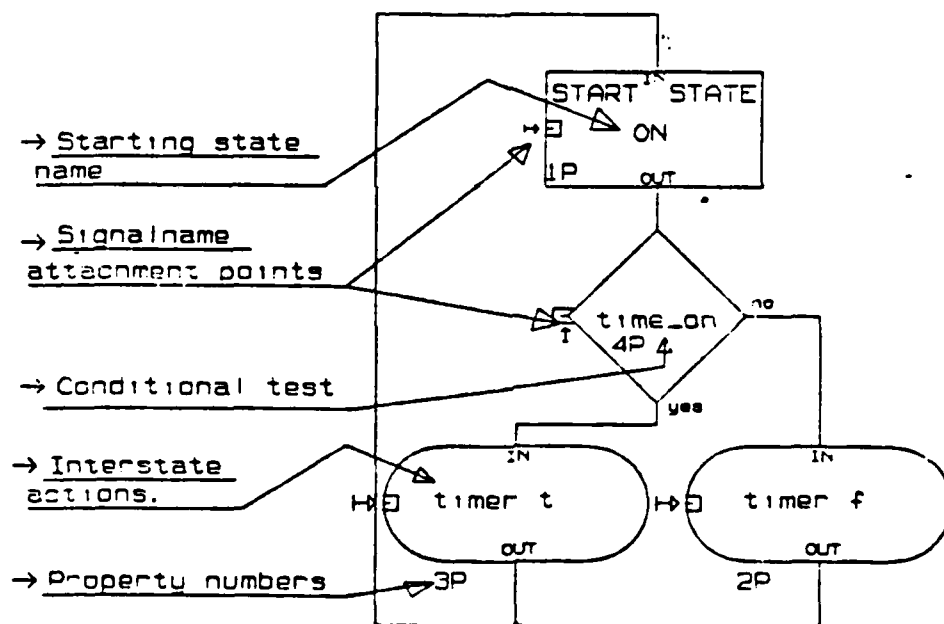 IN
START STATE
→ Starting state
name
ON
1P
OUT
→ Signalname
attachment points
time_on
no
4P
→ Conditional test
yes
IN
IN
→ Interstate
actions.
timer t
timer f
OUT
OUT
→ Property numbers
3P
2P